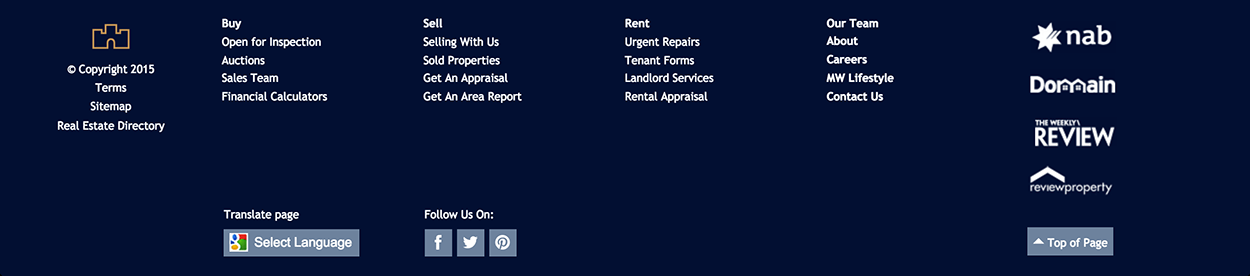 © Copyright 2015
Terms
Sitemap
Real Estate Directory
Buy
Open for Inspection
Auctions
Sales Team
Financial Calculators
Sell
Selling With Us
Sold Properties
Get An Appraisal
Get An Area Report
Rent
Urgent Repairs
Tenant Forms
Landlord Services
Rental Appraisal
Our Team
About
Careers
MW Lifestyle
Contact Us
nab
Domain
THE WEEKLY\
REVIEW
reviewproperty
Translate page
Select Language
Follow Us On:
Top of Page